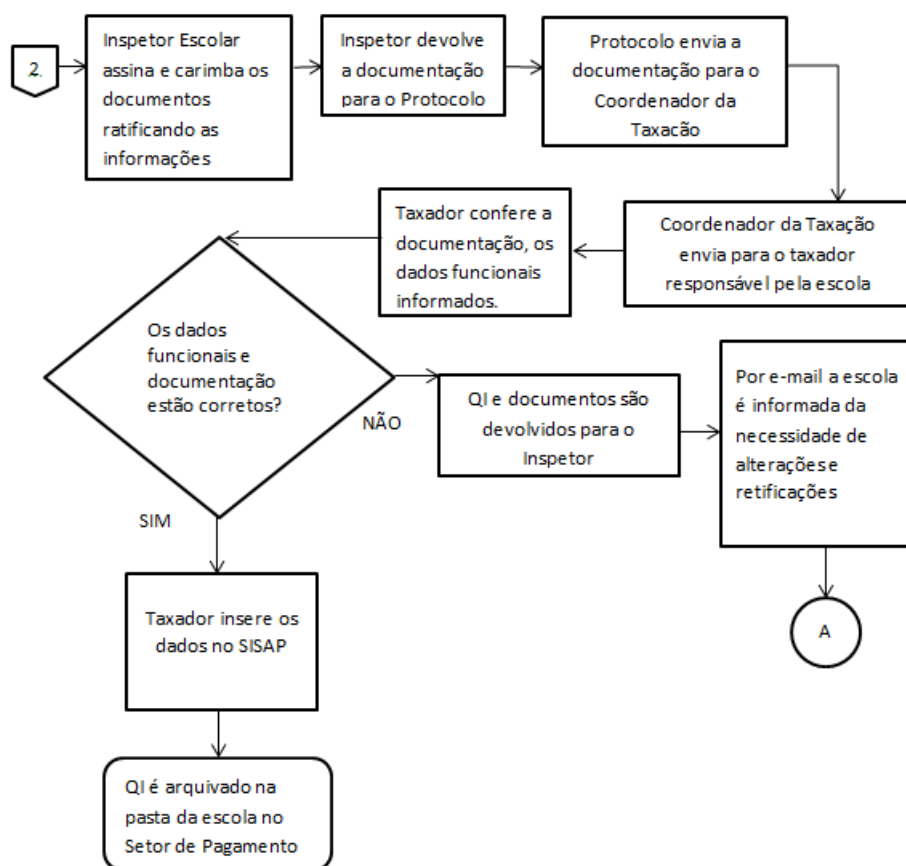 2.
Inspetor Escolar
assina e carimba os
documentos
ratificando as
informações
Inspetor devolve
a documentação
para o Protocolo
Protocolo envia a
documentação para o
Coordenador da
Taxacão
Coordenador da Taxação
envia para o taxador
responsável pela escola
Taxador confere a
documentação, os
dados funcionais
informados.
Os dados
funcionais e
documentação
estão corretos?
NÃO
QI e documentos são
devolvidos para o
Inspetor
Por e-mail a escola
é informada da
necessidade de
alterações e
retificações
A
SIM
Taxador insere os
dados no SISAP
QI é arquivado na
pasta da escola no
Setor de Pagamento